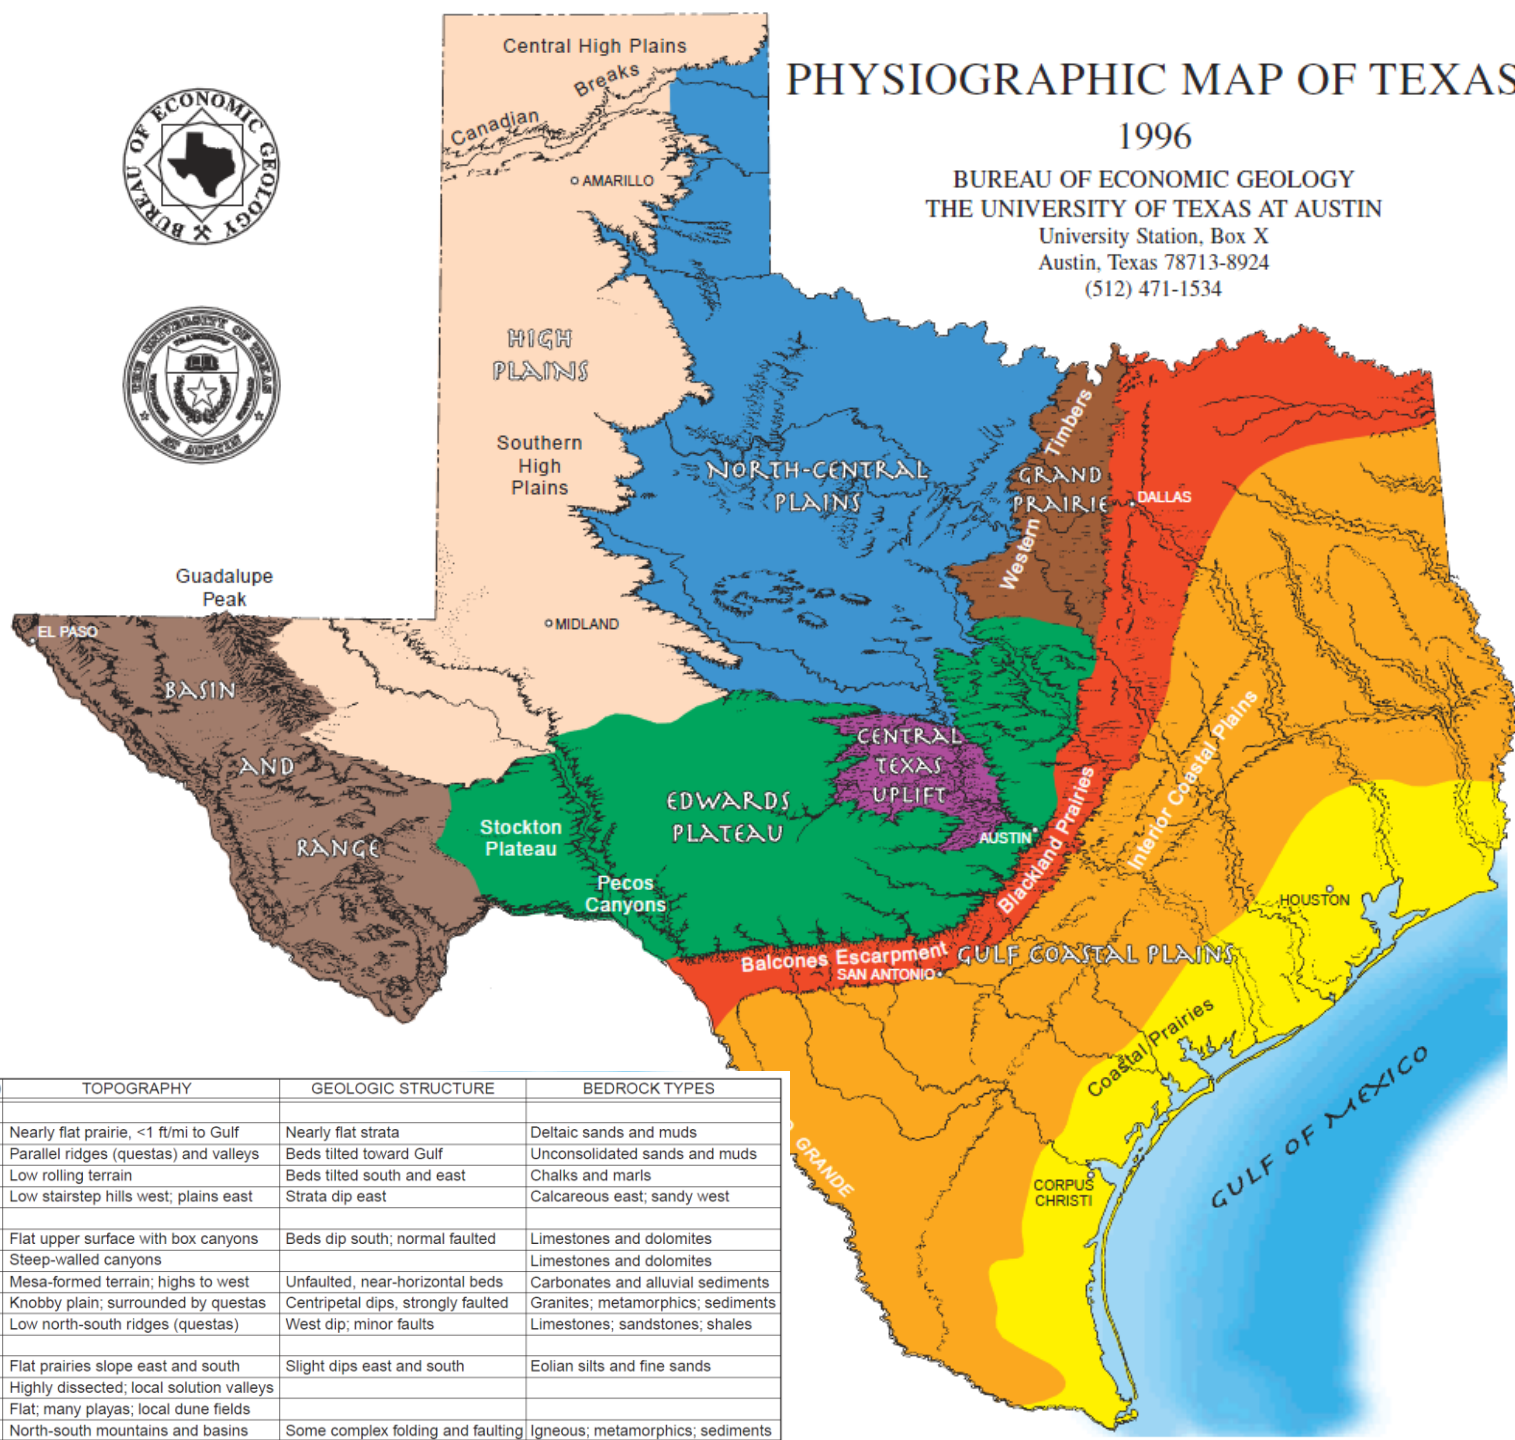 PHYSIOGRAPHIC MAP OF TEXAS
1996
BUREAU OF ECONOMIC GEOLOGY
THE UNIVERSITY OF TEXAS AT AUSTIN
University Station, Box X
Austin, Texas 78713-8924
(512) 471-1534
BUREAU OF ECONOMIC GEOLOGY
THE UNIVERSITY OF TEXAS
AT AUSTIN
Central High Plains
Canadian Breaks
AMARILLO
HIGH
PLAINS
Southern
High
Plains
NORTH-CENTRAL
PLAINS
Western Timbers
GRAND
PRAIRIE
DALLAS
Guadalupe
Peak
EL PASO
MIDLAND
BASIN
AND
RANGE
CENTRAL
TEXAS
UPLIFT
EDWARDS
PLATEAU
Stockton
Plateau
Pecos
Canyons
AUSTIN
Blackland Prairies
Interior Coastal Plains
HOUSTON
Balcones Escarpment
SAN ANTONIO
GULF COASTAL PLAINS
Coastal Prairies
GULF OF MEXICO
GRANDE
CORPUS
CHRISTI
TOPOGRAPHY GEOLOGIC STRUCTURE BEDROCK TYPES
Nearly flat prairie, <1 ft/mi to Gulf Nearly flat strata Deltaic sands and muds
Parallel ridges (questas) and valleys Beds tilted toward Gulf Unconsolidated sands and muds
Low rolling terrain Beds tilted south and east Chalks and marls
Low stairstep hills west; plains east Strata dip east Calcareous east; sandy west
Flat upper surface with box canyons Beds dip south; normal faulted Limestones and dolomites
Steep-walled canyons Limestones and dolomites
Mesa-formed terrain; highs to west Unfaulted, near-horizontal beds Carbonates and alluvial sediments
Knobby plain; surrounded by questas Centripetal dips, strongly faulted Granites; metamorphics; sediments
Low north-south ridges (questas) West dip; minor faults Limestones; sandstones; shales
Flat prairies slope east and south Slight dips east and south Eolian silts and fine sands
Highly dissected; local solution valleys
Flat; many playas; local dune fields
North-south mountains and basins Some complex folding and faulting Igneous; metamorphics; sediments